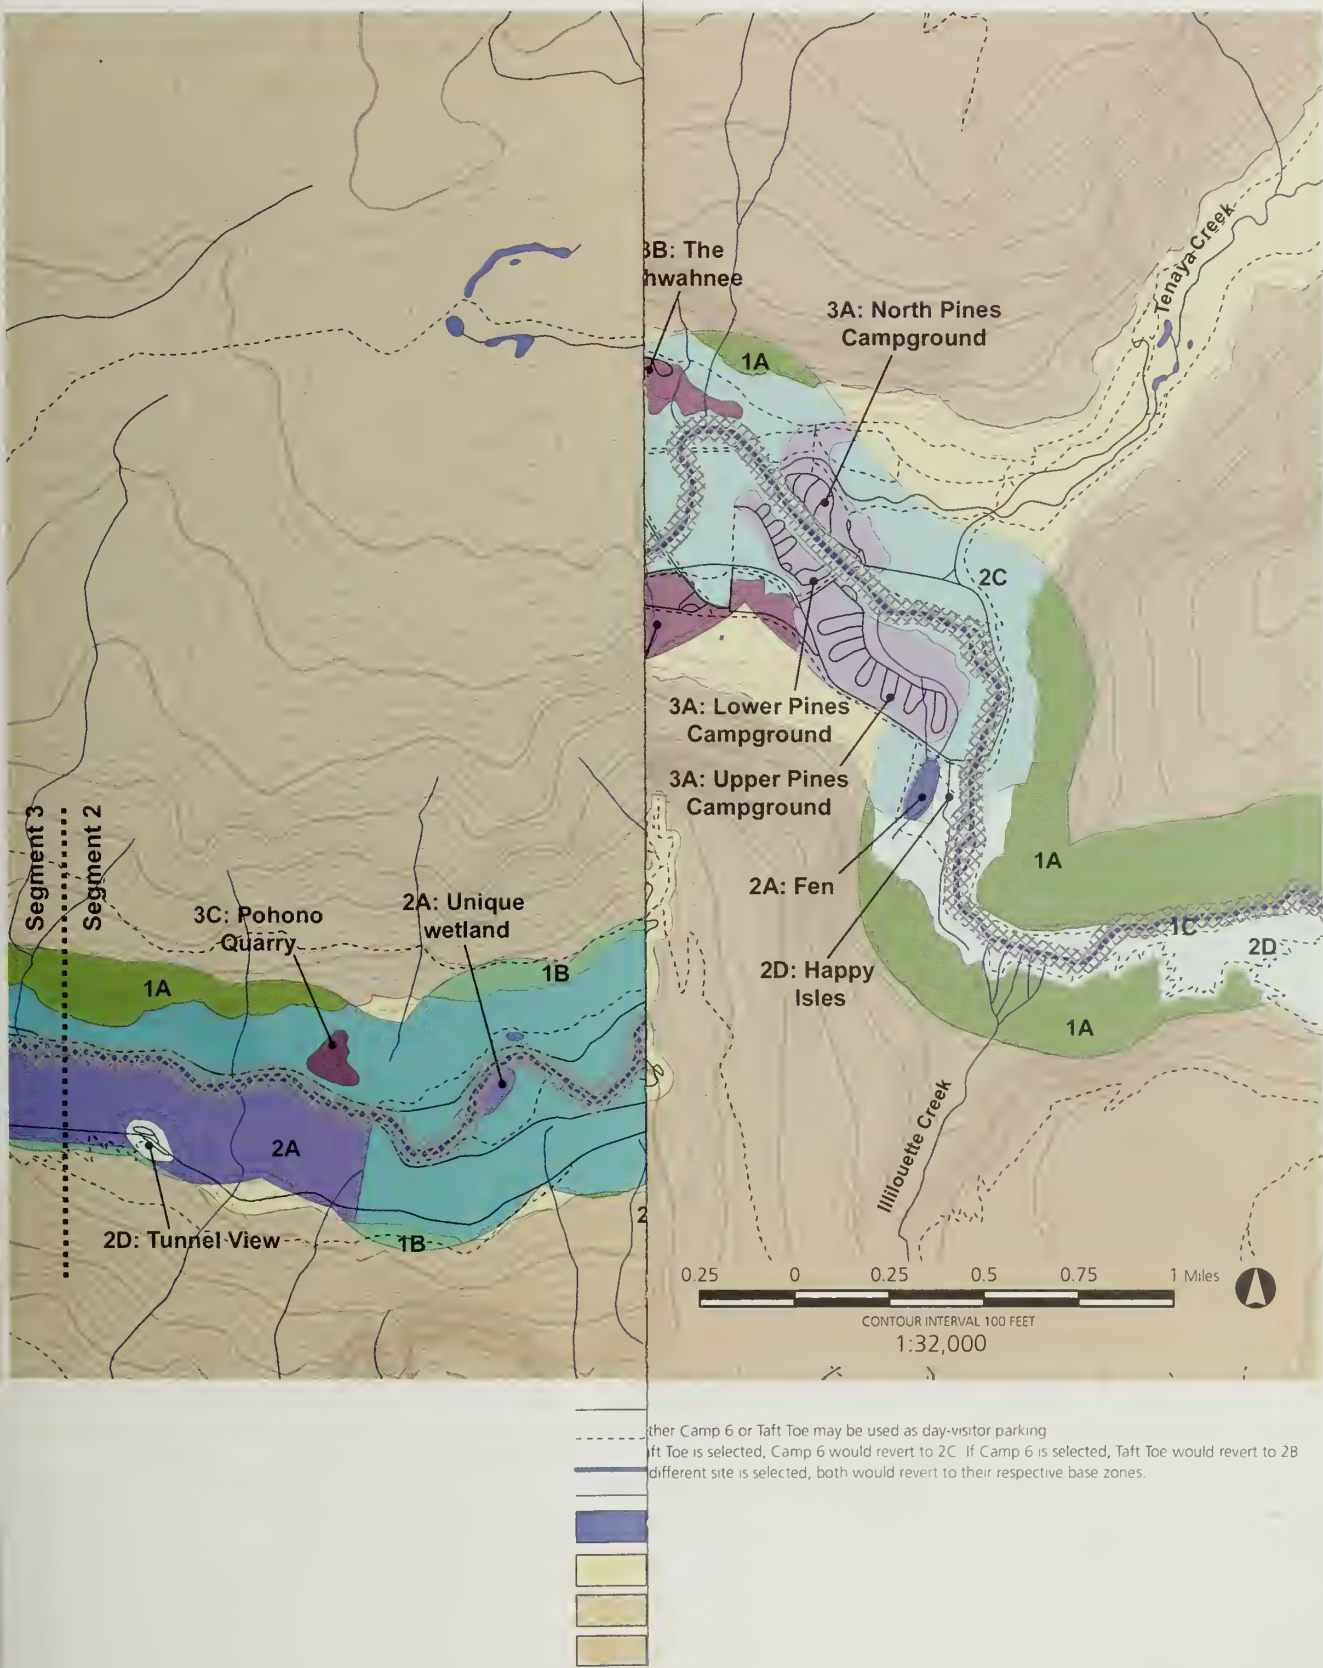 3B: The
hwahnee
3A: North Pines
Campground
Tenaya Creek
1A
2C
3A: Lower Pines
Campground
3A: Upper Pines
Campground
2A: Fen
2D: Happy
Isles
1A
1C
2D
1A
Illilouette Creek
Segment 3
Segment 2
3C: Pohono
Quarry
2A: Unique
wetland
1A
1B
2A
2D: Tunnel View
1B
2
0.25 0 0.25 0.5 0.75 1 Miles
CONTOUR INTERVAL 100 FEET
1:32,000
ther Camp 6 or Taft Toe may be used as day-visitor parking
ft Toe is selected, Camp 6 would revert to 2C If Camp 6 is selected, Taft Toe would revert to 2B
different site is selected, both would revert to their respective base zones.